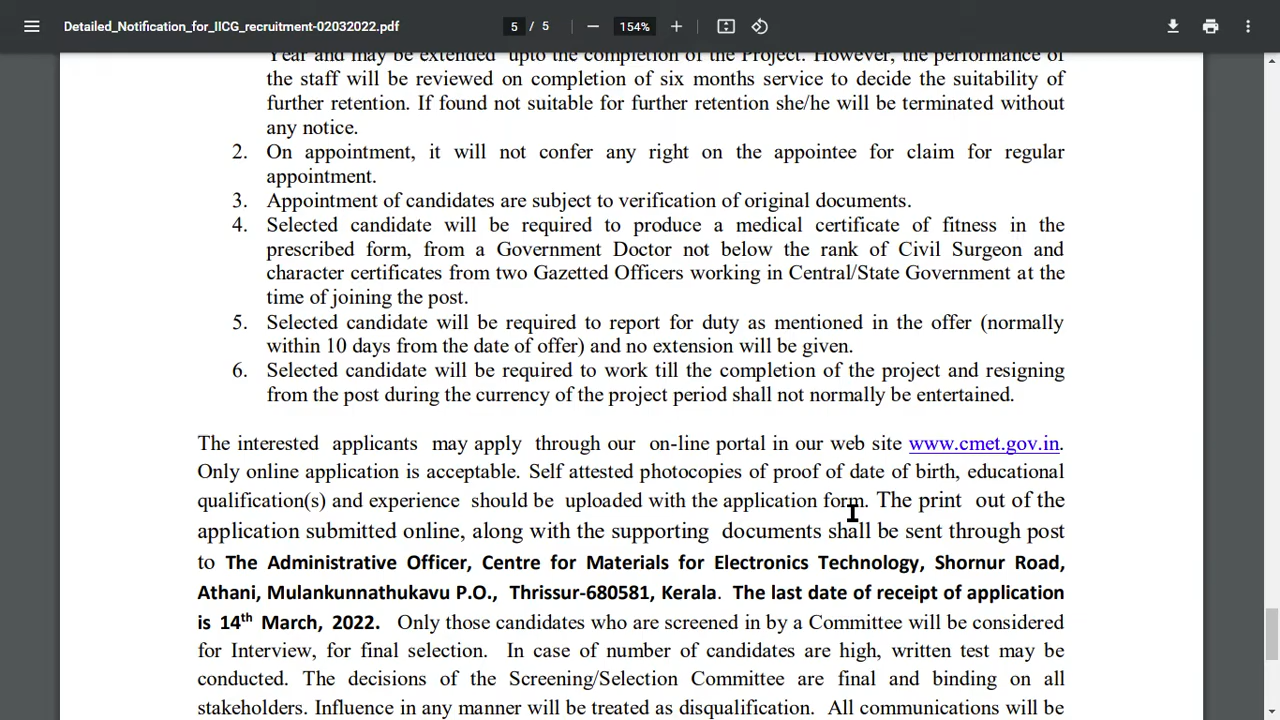 Detailed_Notification_for_IICG_recruitment-02032022.pdf
5 / 5
154%
Year and may be extended upto the completion of the Project. However, the performance of
the staff will be reviewed on completion of six months service to decide the suitability of
further retention. If found not suitable for further retention she/he will be terminated without
any notice.
2. On appointment, it will not confer any right on the appointee for claim for regular
appointment.
3. Appointment of candidates are subject to verification of original documents.
4. Selected candidate will be required to produce a medical certificate of fitness in the
prescribed form, from a Government Doctor not below the rank of Civil Surgeon and
character certificates from two Gazetted Officers working in Central/State Government at the
time of joining the post.
5. Selected candidate will be required to report for duty as mentioned in the offer (normally
within 10 days from the date of offer) and no extension will be given.
6. Selected candidate will be required to work till the completion of the project and resigning
from the post during the currency of the project period shall not normally be entertained.
The interested applicants may apply through our on-line portal in our web site www.cmet.gov.in.
Only online application is acceptable. Self attested photocopies of proof of date of birth, educational
qualification(s) and experience should be uploaded with the application form. The print out of the
application submitted online, along with the supporting documents shall be sent through post
to The Administrative Officer, Centre for Materials for Electronics Technology, Shornur Road,
Athani, Mulankunnathukavu P.O., Thrissur-680581, Kerala. The last date of receipt of application
is 14th March, 2022. Only those candidates who are screened in by a Committee will be considered
for Interview, for final selection. In case of number of candidates are high, written test may be
conducted. The decisions of the Screening/Selection Committee are final and binding on all
stakeholders. Influence in any manner will be treated as disqualification. All communications will be